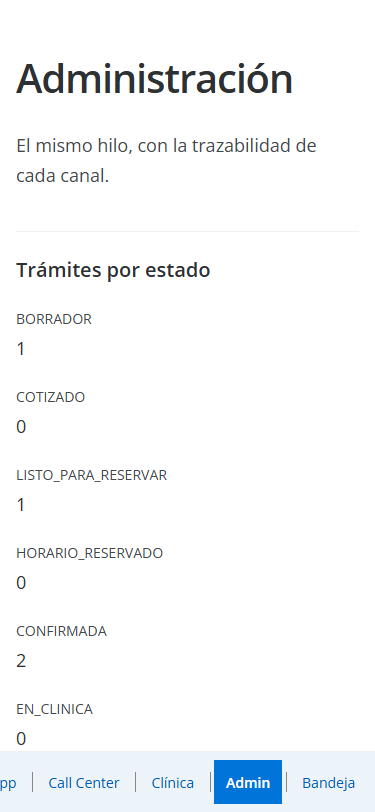 Administración
El mismo hilo, con la trazabilidad de
cada canal.
Trámites por estado
BORRADOR
1
COTIZADO
0
LISTO_PARA_RESERVAR
1
HORARIO_RESERVADO
0
CONFIRMADA
2
EN_CLINICA
0
pp | Call Center | Clínica | Admin | Bandeja